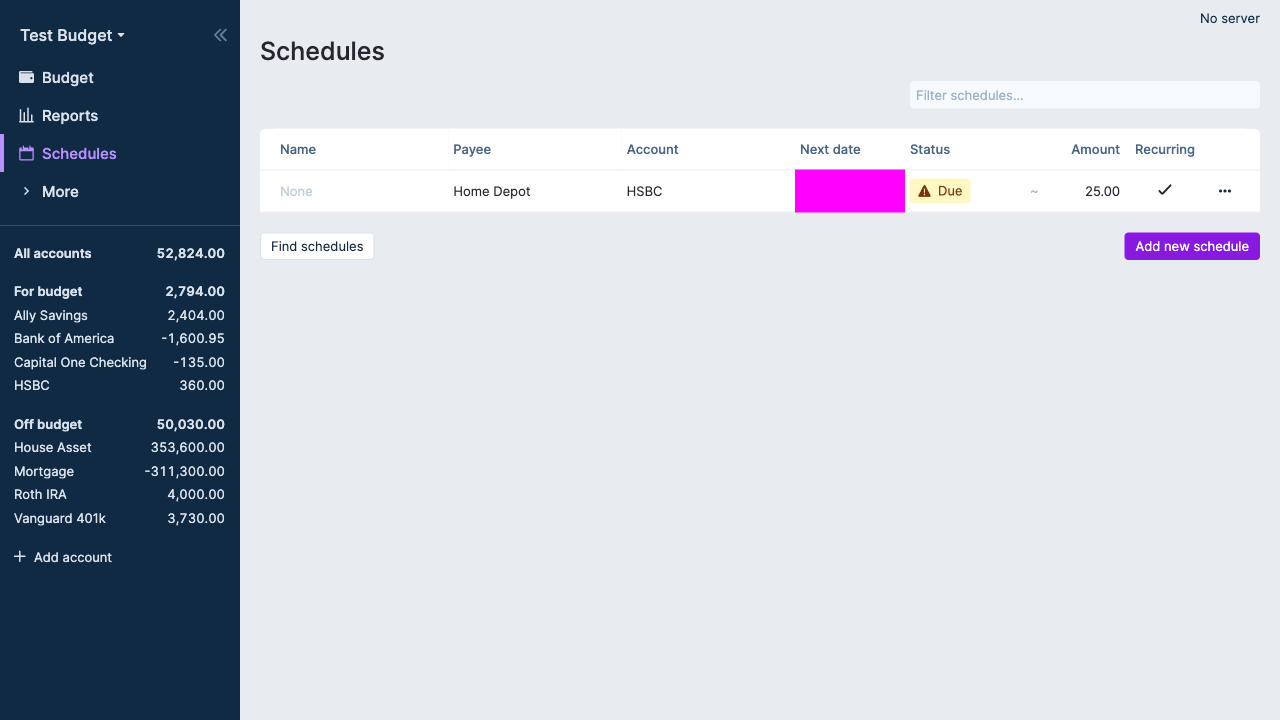 Test Budget
Budget
Reports
Schedules
More
All accounts 52,824.00
For budget 2,794.00
Ally Savings 2,404.00
Bank of America -1,600.95
Capital One Checking -135.00
HSBC 360.00
Off budget 50,030.00
House Asset 353,600.00
Mortgage -311,300.00
Roth IRA 4,000.00
Vanguard 401k 3,730.00
Add account
No server
Schedules
Filter schedules...
Name Payee Account Next date Status Amount Recurring
None Home Depot HSBC Due ~ 25.00
Find schedules Add new schedule